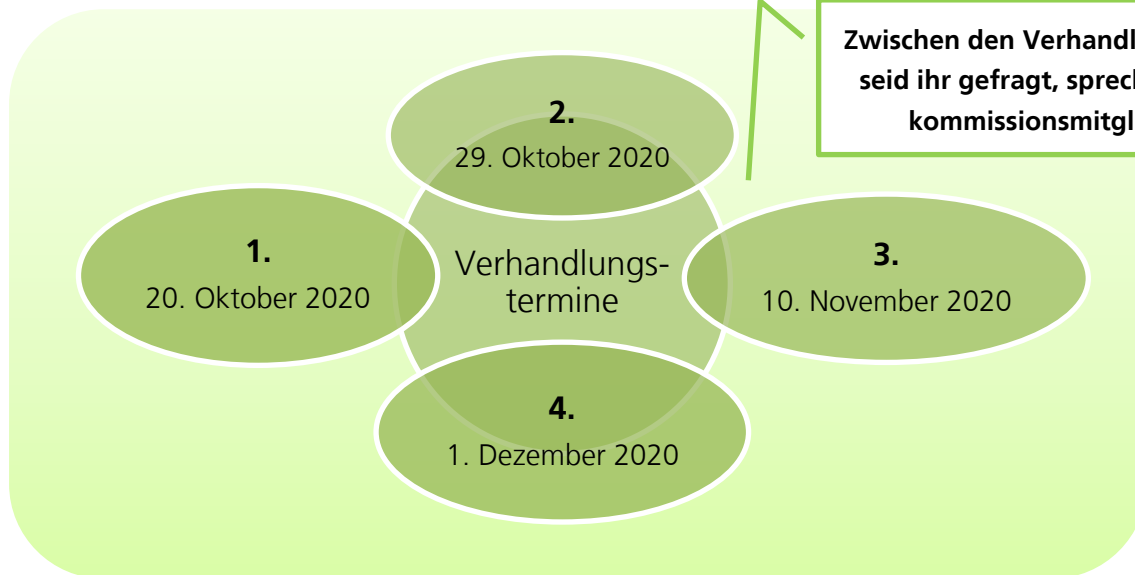 Zwischen den
seid ihr gefragt,
2.
29. Oktober 2020
1.
20. Oktober 2020
Verhandlungs-
termine
3.
10. November 2020
4.
1. Dezember 2020